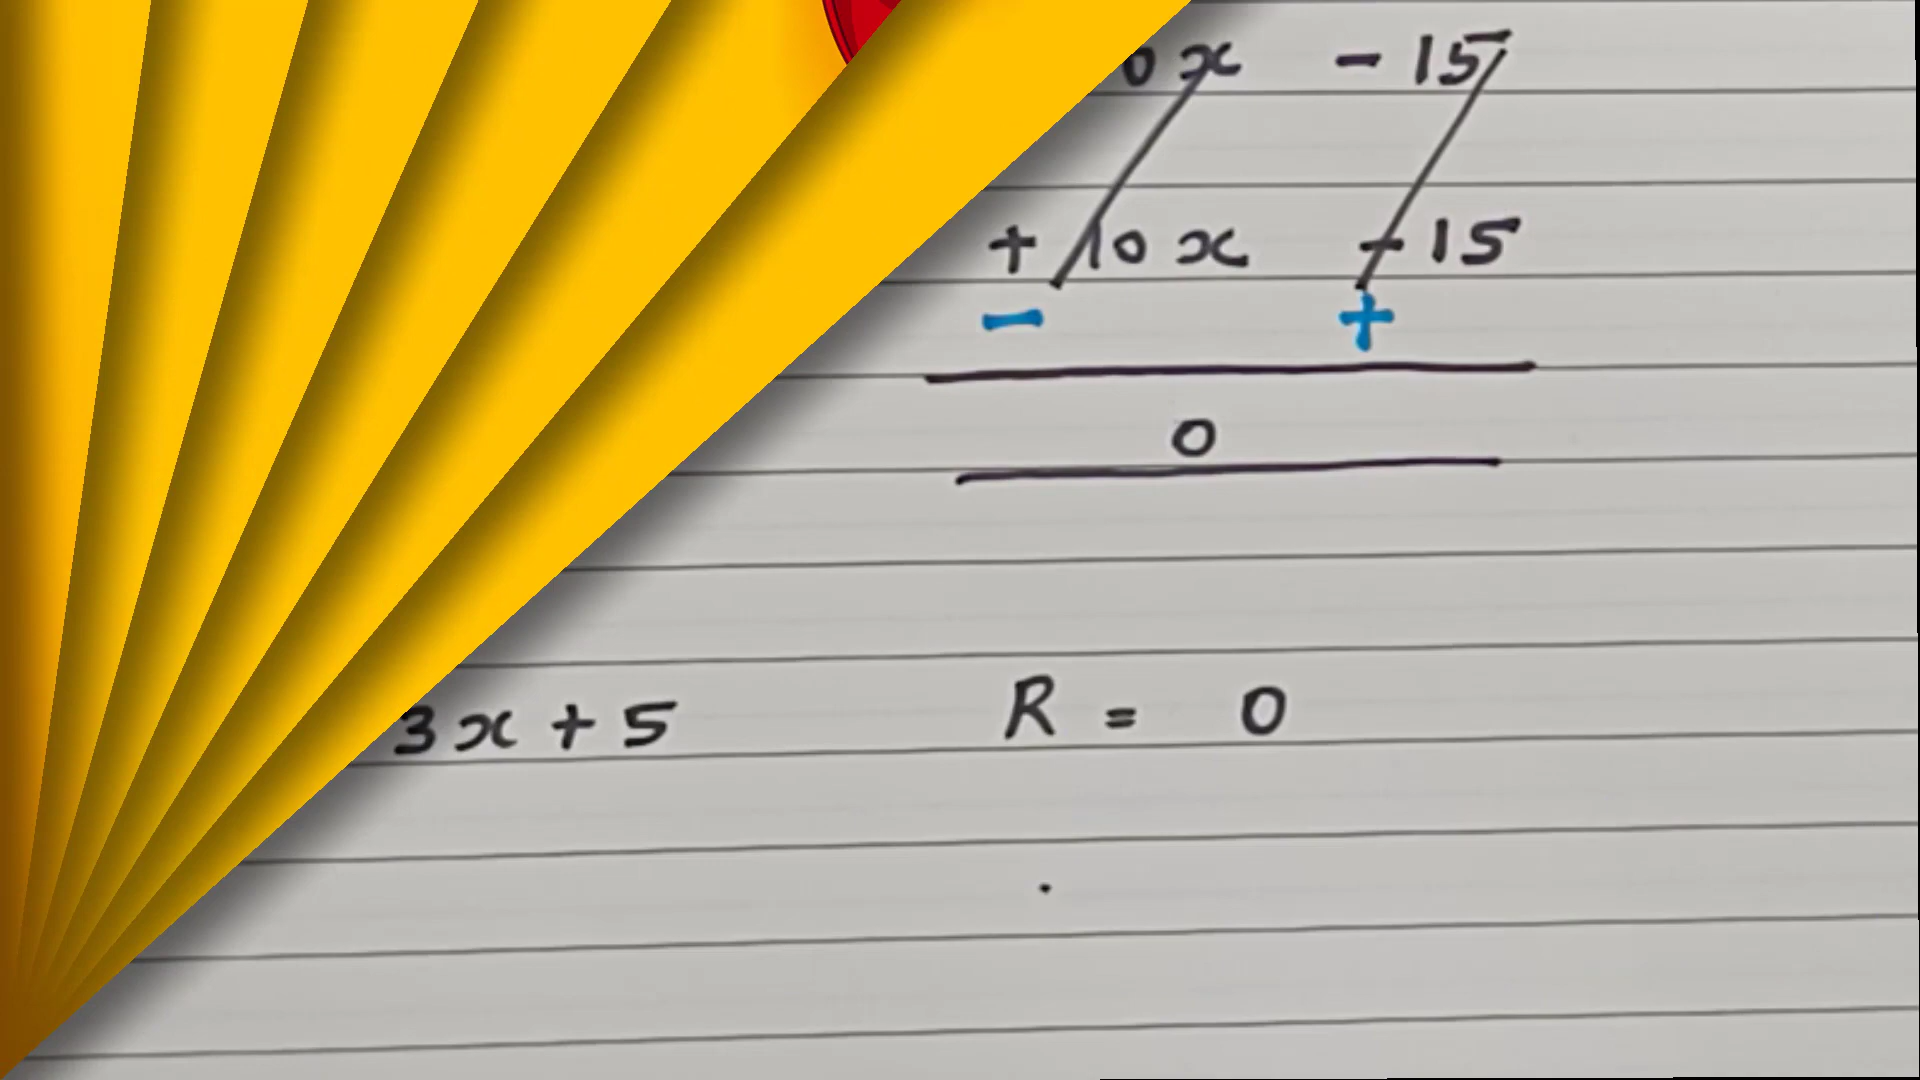 0x - 15
+ 10x - 15
- +
0
3x + 5 R = 0